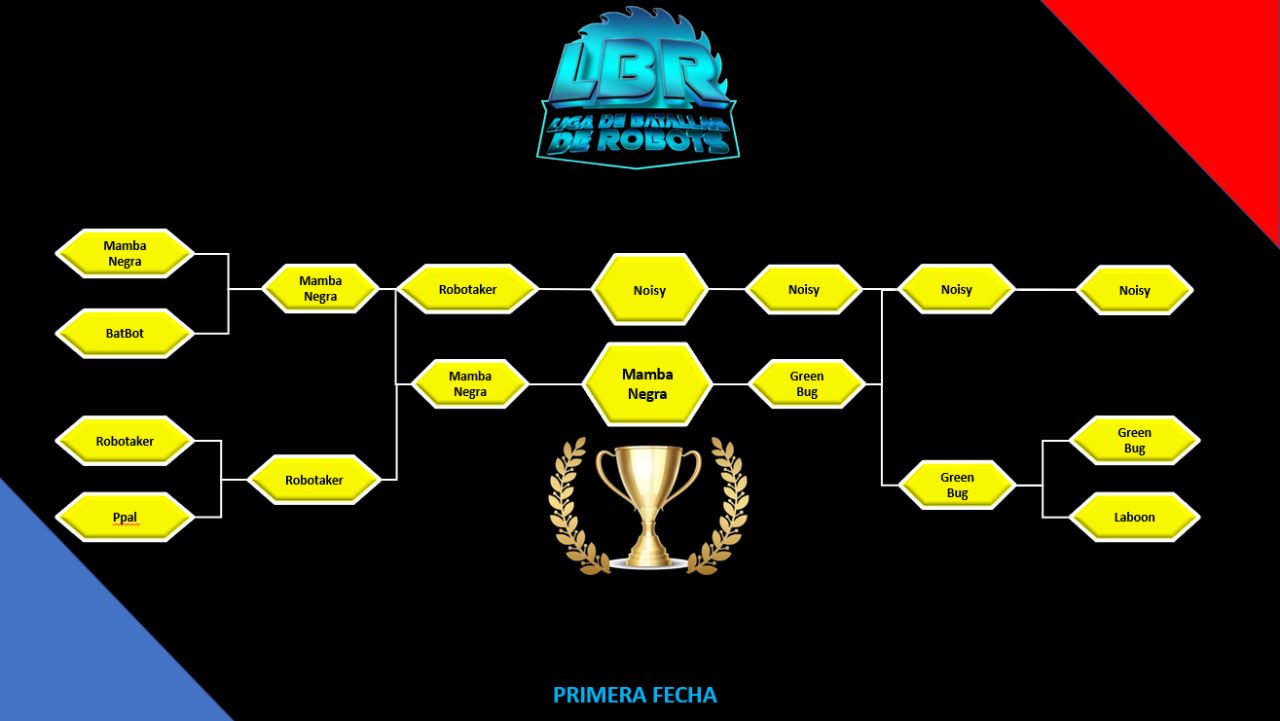 LBR
LIGA DE BATALLAS
DE ROBOTS
Mamba
Negra
BatBot
Robotaker
Ppal
Mamba
Negra
Robotaker
Robotaker
Mamba
Negra
Noisy
Mamba
Negra
Noisy
Green
Bug
Noisy
Green
Bug
Noisy
Green
Bug
Laboon
PRIMERA FECHA